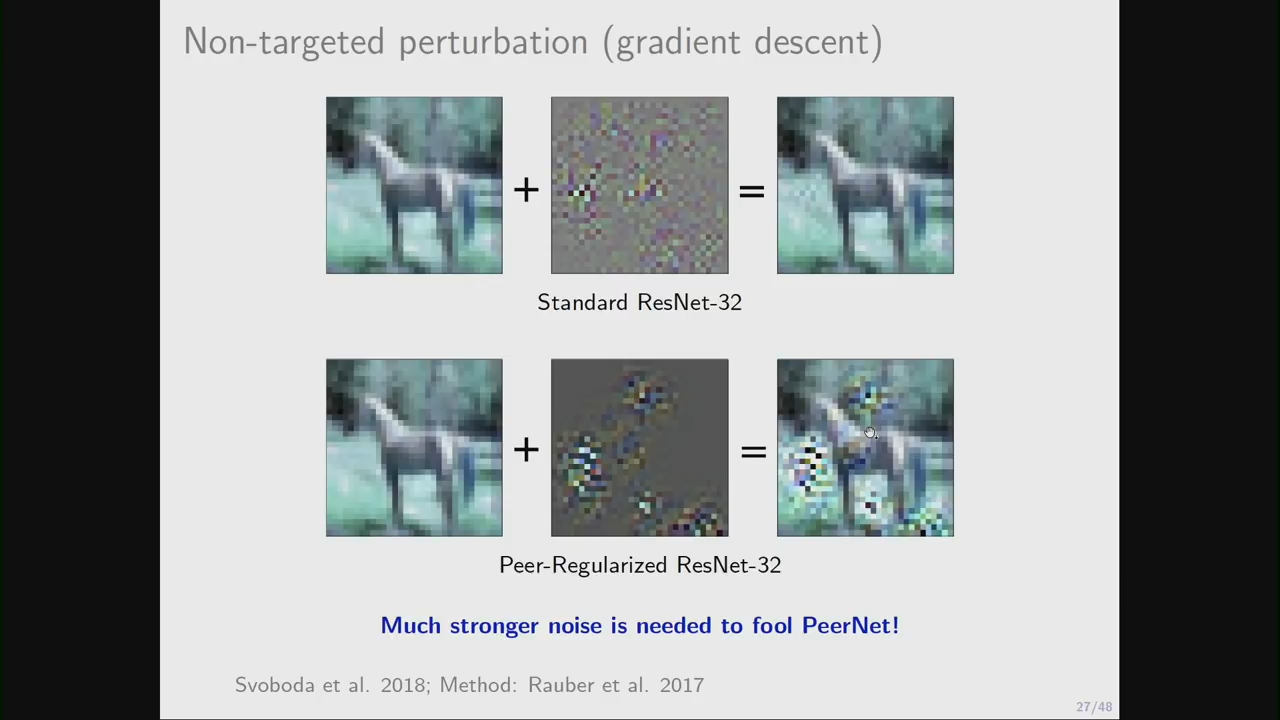 Non-targeted perturbation (gradient descent)
+ =
Standard ResNet-32
+ =
Peer-Regularized ResNet-32
Much stronger noise is needed to fool PeerNet!
Svoboda et al. 2018; Method: Rauber et al. 2017
27/48